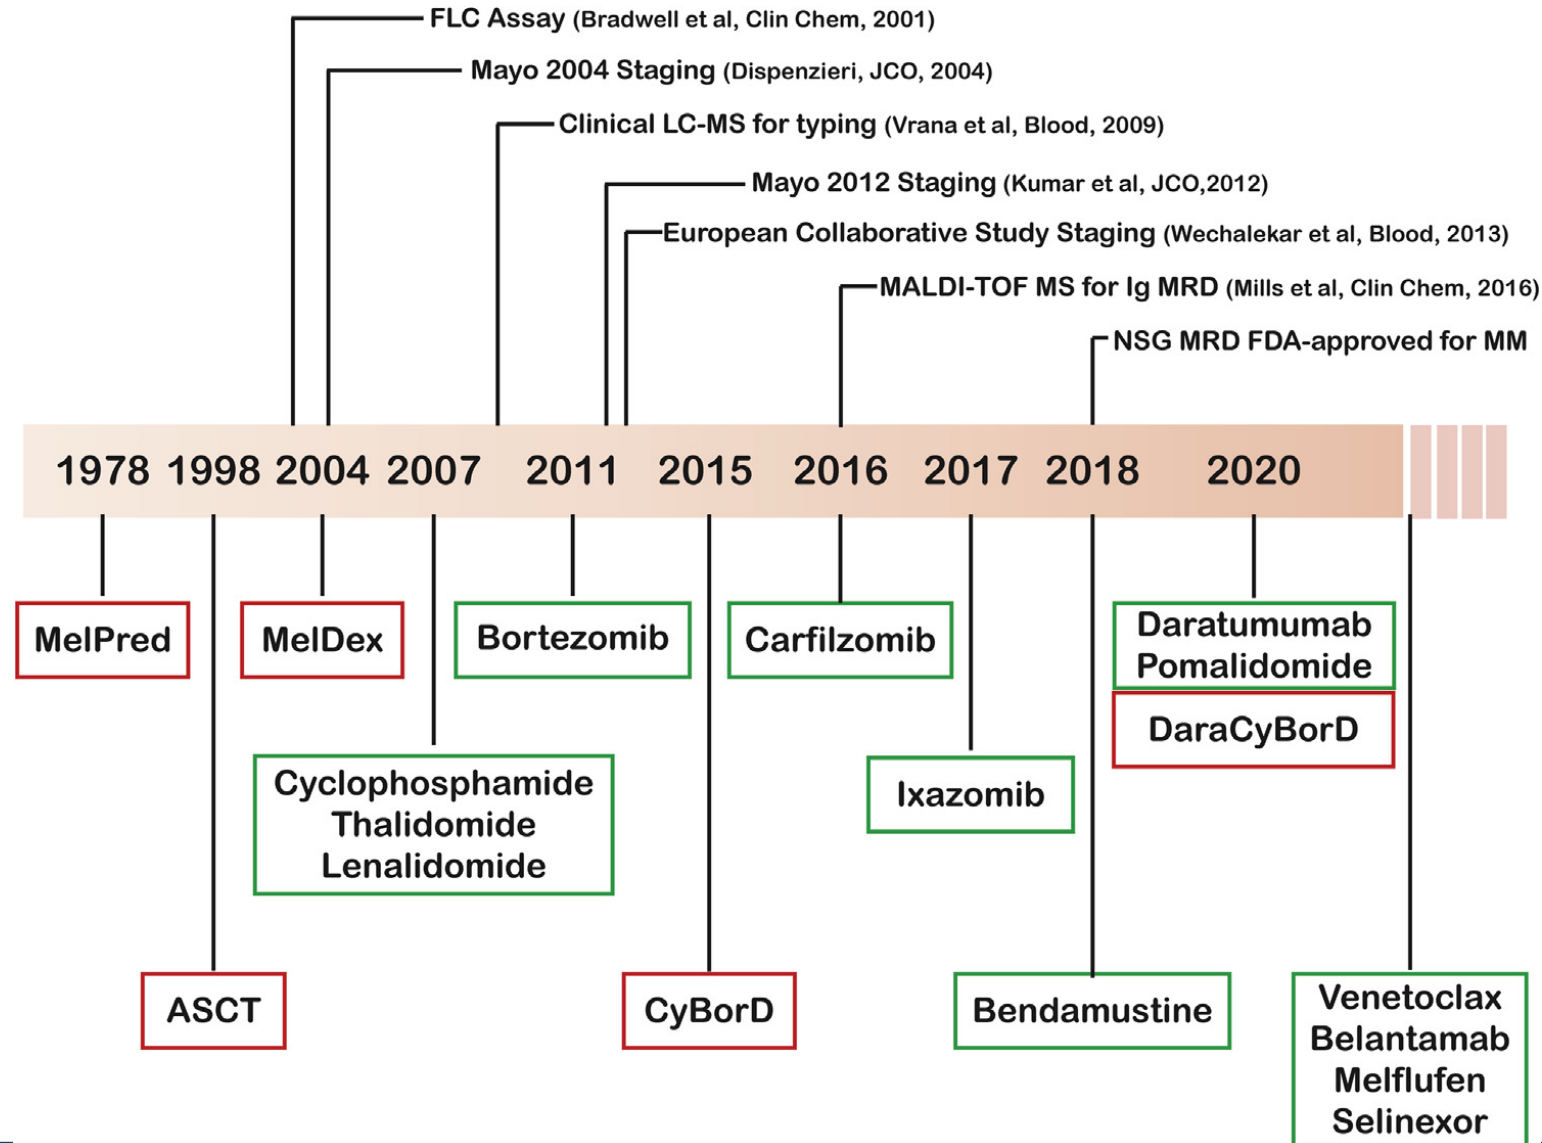 FLC Assay (Bradwell et al, Clin Chem, 2001)
Mayo 2004 Staging (Dispenzieri, JCO, 2004)
Clinical LC-MS for typing (Vrana et al, Blood, 2009)
Mayo 2012 Staging (Kumar et al, JCO,2012)
European Collaborative Study Staging (Wechalekar et al, Blood, 2013)
MALDI-TOF MS for Ig MRD (Mills et al, Clin Chem, 2016)
NSG MRD FDA-approved for MM
1978 1998 2004 2007 2011 2015 2016 2017 2018 2020
MelPred
MelDex
Bortezomib
Carfilzomib
Daratumumab
Pomalidomide
DaraCyBorD
Cyclophosphamide
Thalidomide
Lenalidomide
Ixazomib
ASCT
CyBorD
Bendamustine
Venetoclax
Belantamab
Melflufen
Selinexor